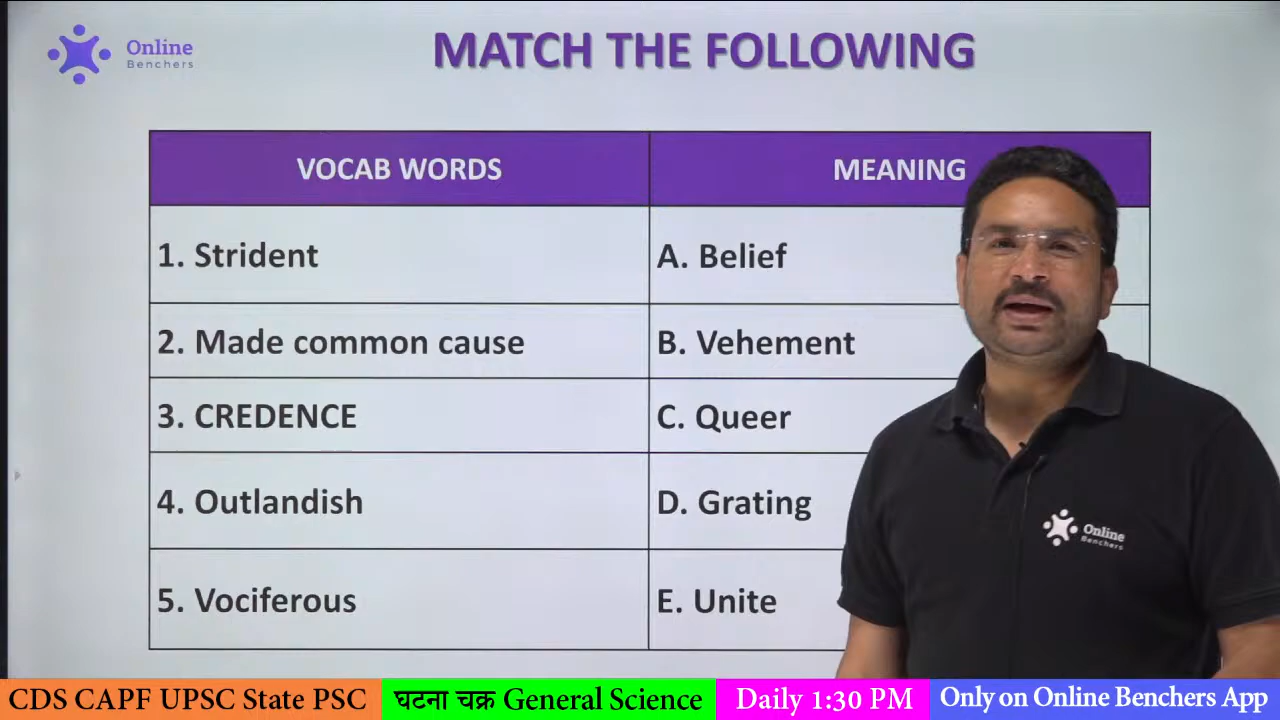 Online
Benchers
MATCH THE FOLLOWING
VOCAB WORDS
MEANING
1. Strident
A. Belief
2. Made common cause
B. Vehement
3. CREDENCE
C. Queer
4. Outlandish
D. Grating
5. Vociferous
E. Unite
Online
Benchers
CDS CAPF UPSC State PSC
घटना चक्र General Science
Daily 1:30 PM
Only on Online Benchers App